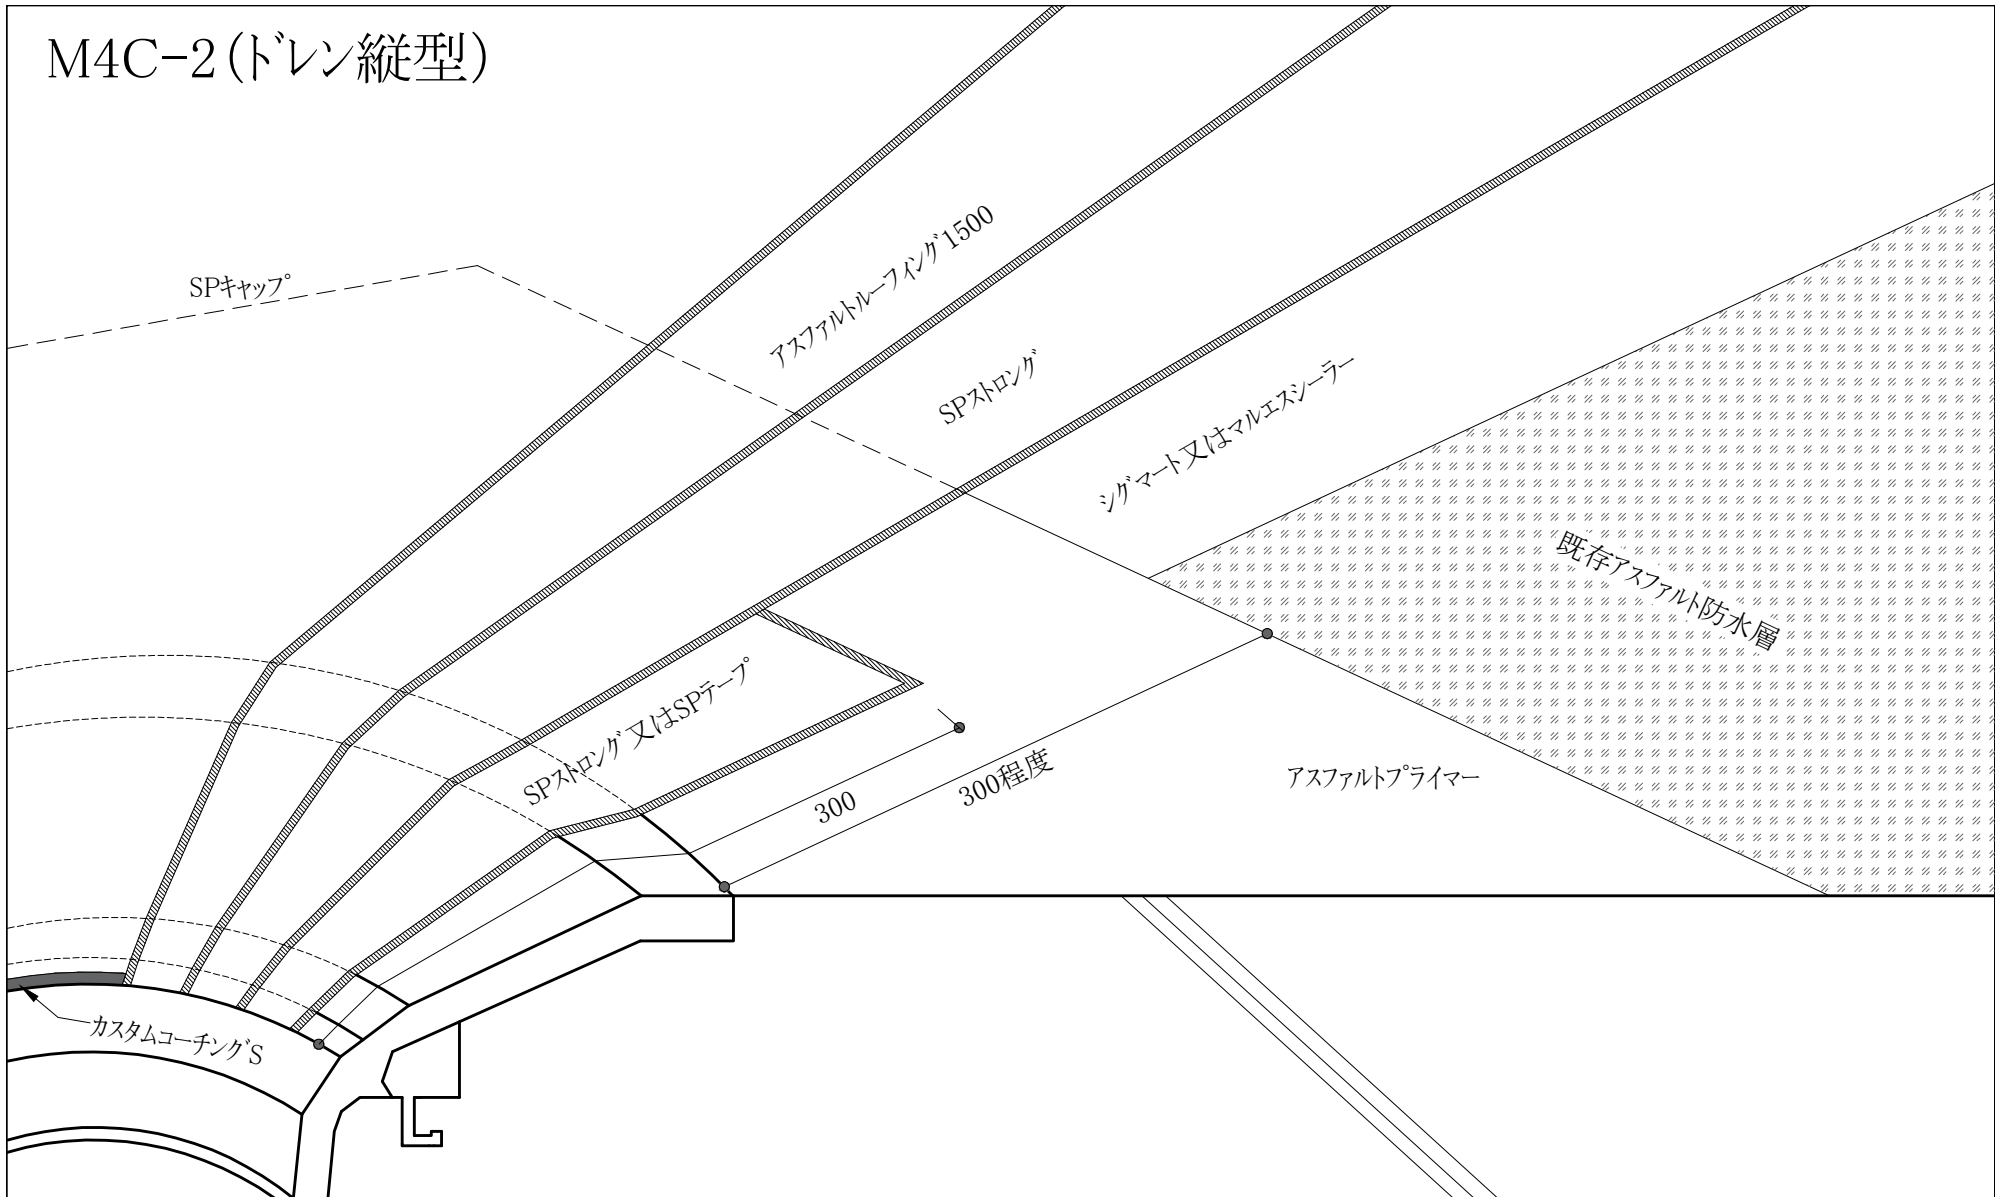 M4C-2(ドレン縦型)
SPキャップ
アスファルトルーフィング1500
SPストロング
シグマート又はマルエスシーラー
既存アスファルト防水層
SPストロング又はSPテープ
300
300程度
アスファルトプライマー
カスタムコーチングS